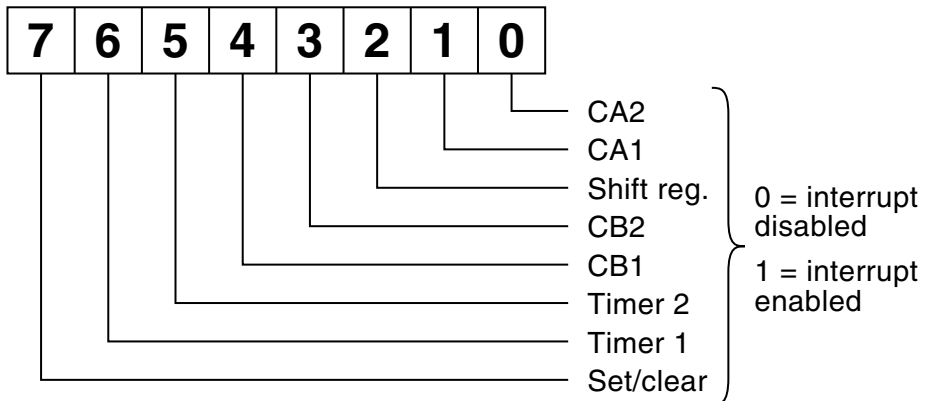 7 6 5 4 3 2 1 0
CA2
CA1
Shift reg.
CB2
CB1
Timer 2
Timer 1
Set/clear
0 = interrupt
disabled
1 = interrupt
enabled